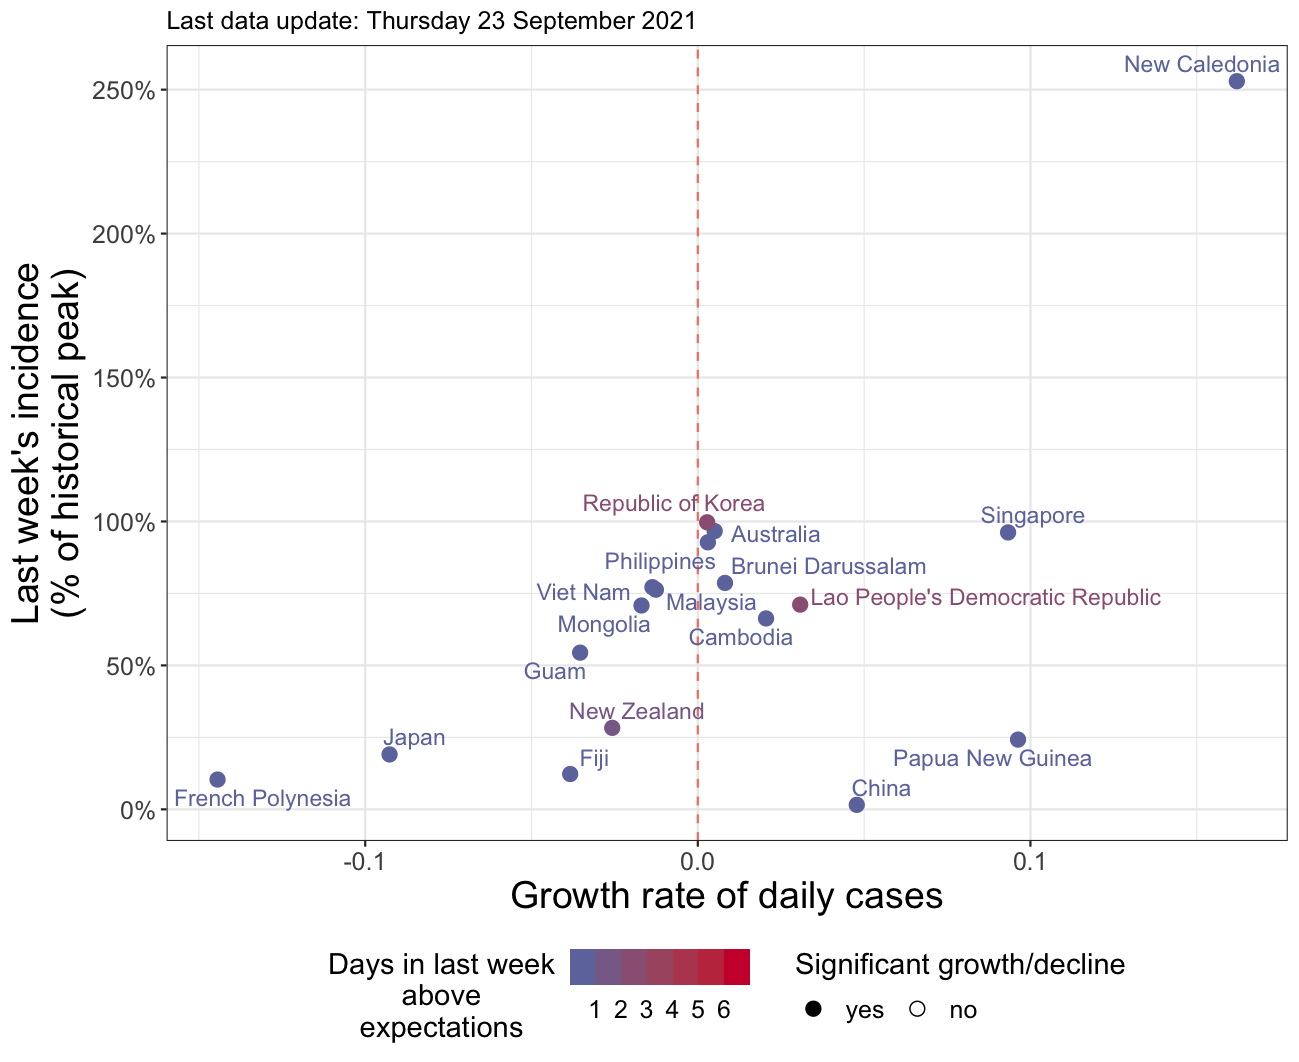 Last data update: Thursday 23 September 2021
New Caledonia
250%
200%
150%
100%
50%
0%
Last week's incidence
(% of historical peak)
Republic of Korea
Australia
Singapore
Philippines
Brunei Darussalam
Viet Nam
Malaysia
Lao People's Democratic Republic
Mongolia
Cambodia
Guam
New Zealand
Japan
Fiji
Papua New Guinea
French Polynesia
China
-0.1
0.0
0.1
Growth rate of daily cases
Days in last week
above
expectations
1 2 3 4 5 6
Significant growth/decline
yes
no